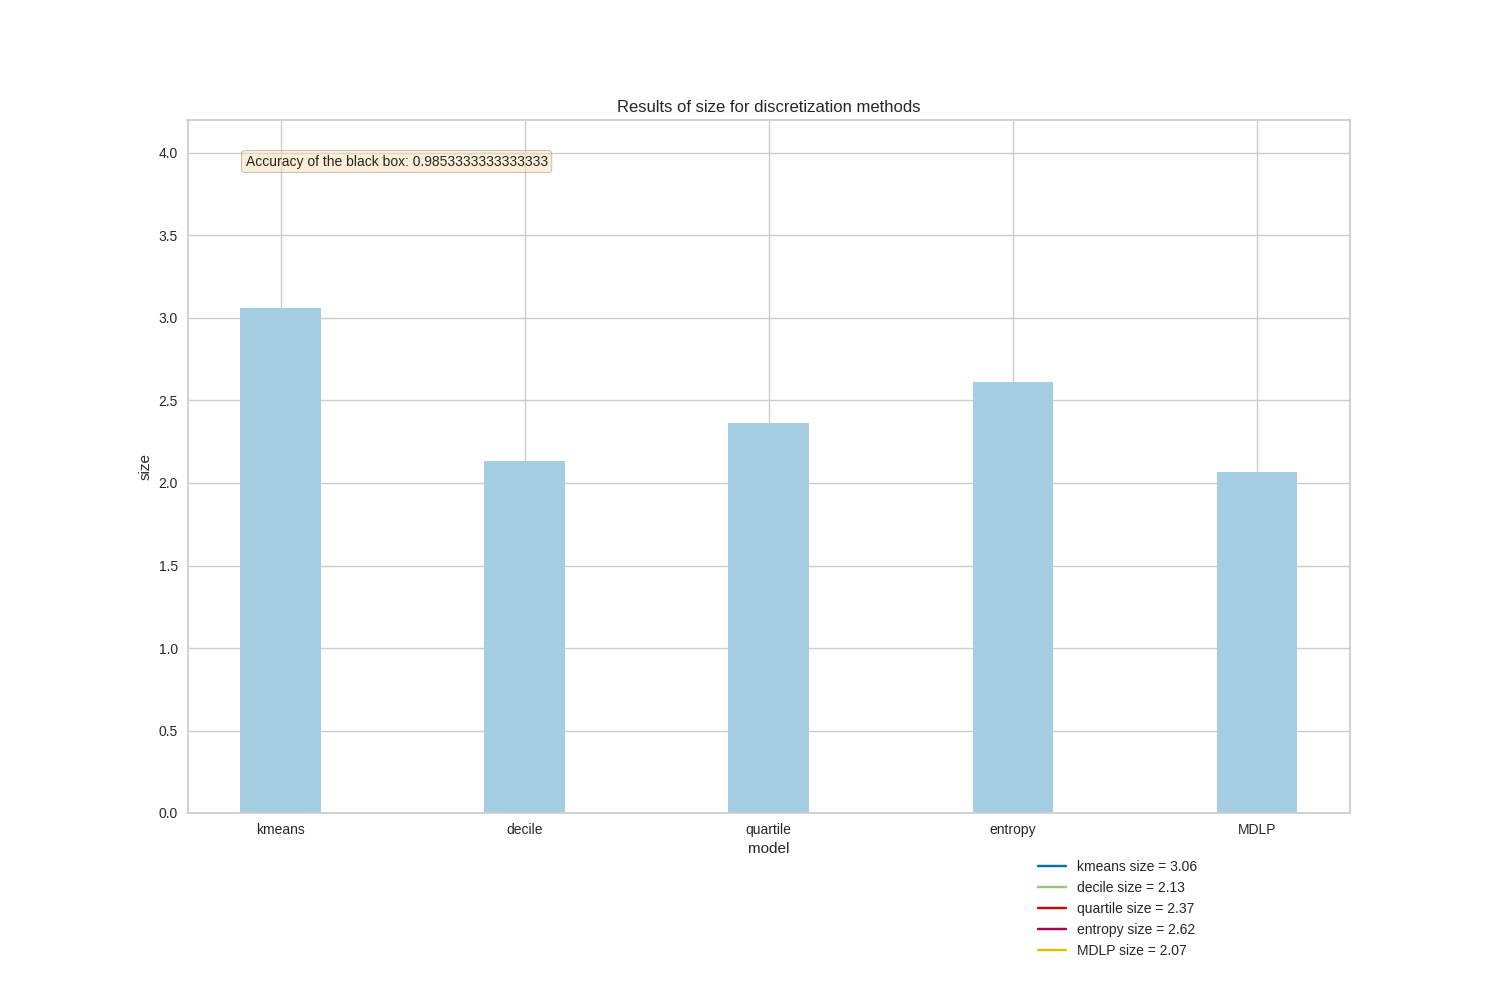 Results of size for discretization methods
Accuracy of the black box: 0.9853333333333333
4.0
3.5
3.0
2.5
2.0
1.5
1.0
0.5
0.0
size
kmeans
decile
quartile
entropy
MDLP
model
kmeans size = 3.06
decile size = 2.13
quartile size = 2.37
entropy size = 2.62
MDLP size = 2.07